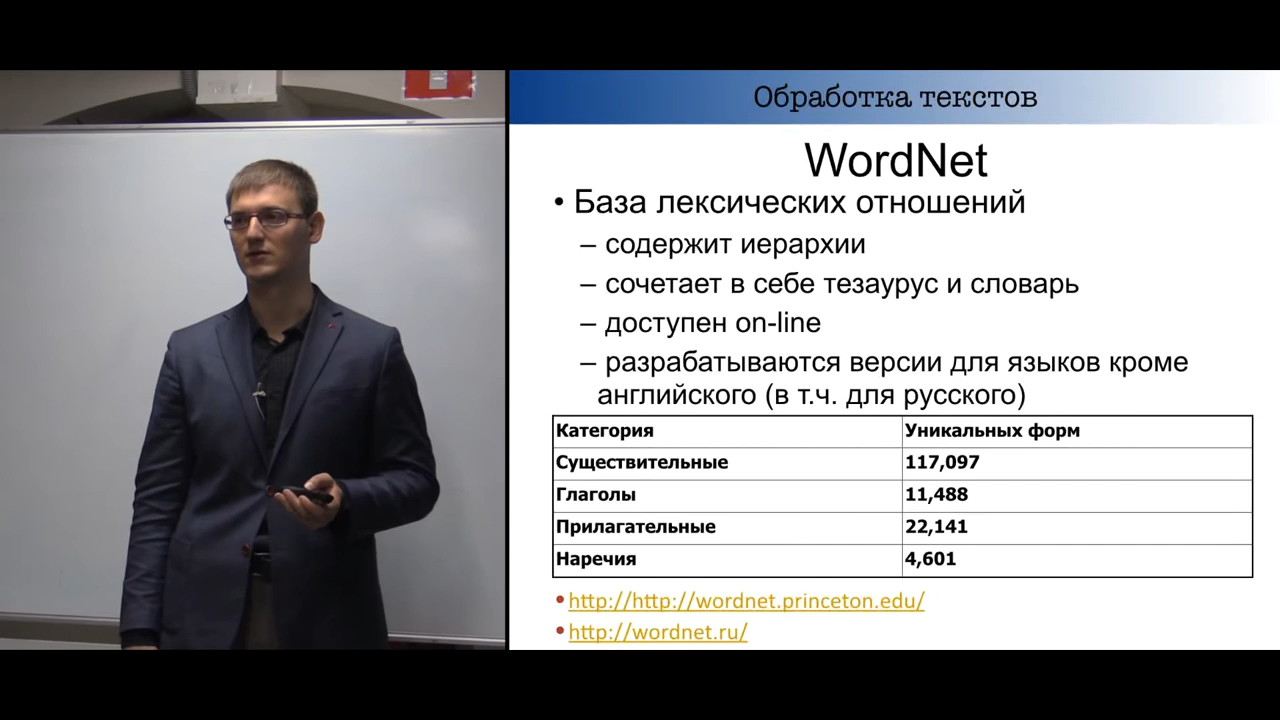 Обработка текстов
WordNet
• База лексических отношений
– содержит иерархии
– сочетает в себе тезаурус и словарь
– доступен on-line
– разрабатываются версии для языков кроме
английского (в т.ч. для русского)
Категория Уникальных форм
Существительные 117,097
Глаголы 11,488
Прилагательные 22,141
Наречия 4,601
• http://http://wordnet.princeton.edu/
• http://wordnet.ru/